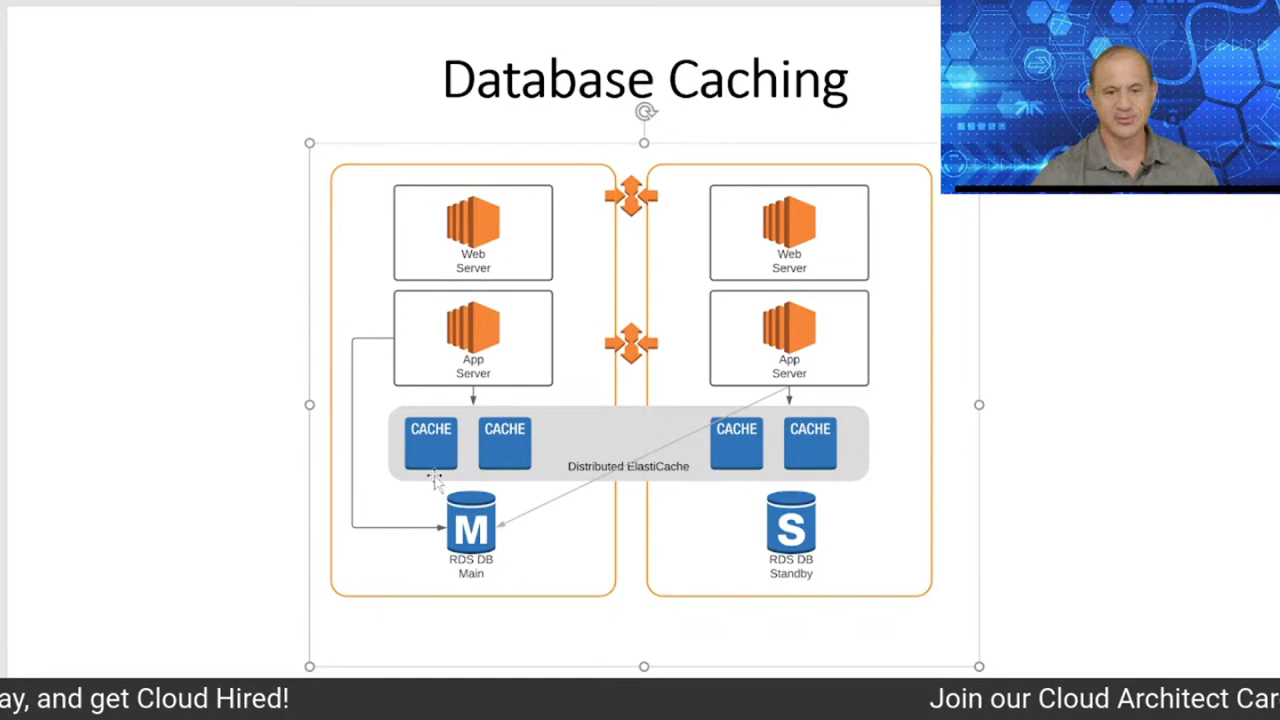 Database Caching
Web
Server
Web
Server
App
Server
App
Server
CACHE
CACHE
CACHE
CACHE
Distributed ElastiCache
M
S
RDS DB
Main
RDS DB
Standby
ay, and get Cloud Hired!
Join our Cloud Architect Car